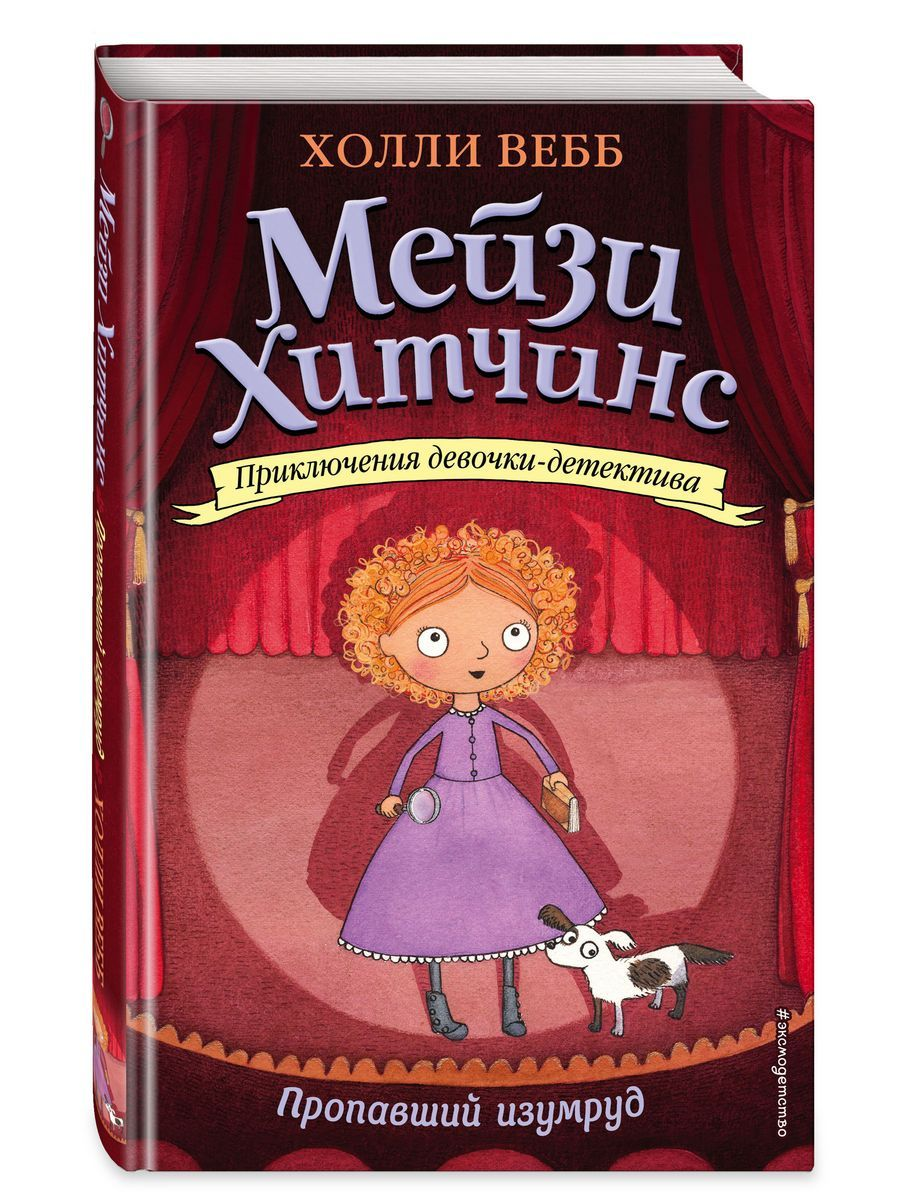 ХОЛЛИ ВЕББ
Мейзи
Хитчинс
Приключения девочки-детектива
Пропавший изумруд
#эксмодетство
Мейзи Хитчинс Пропавший изумруд ХОЛЛИ ВЕББ